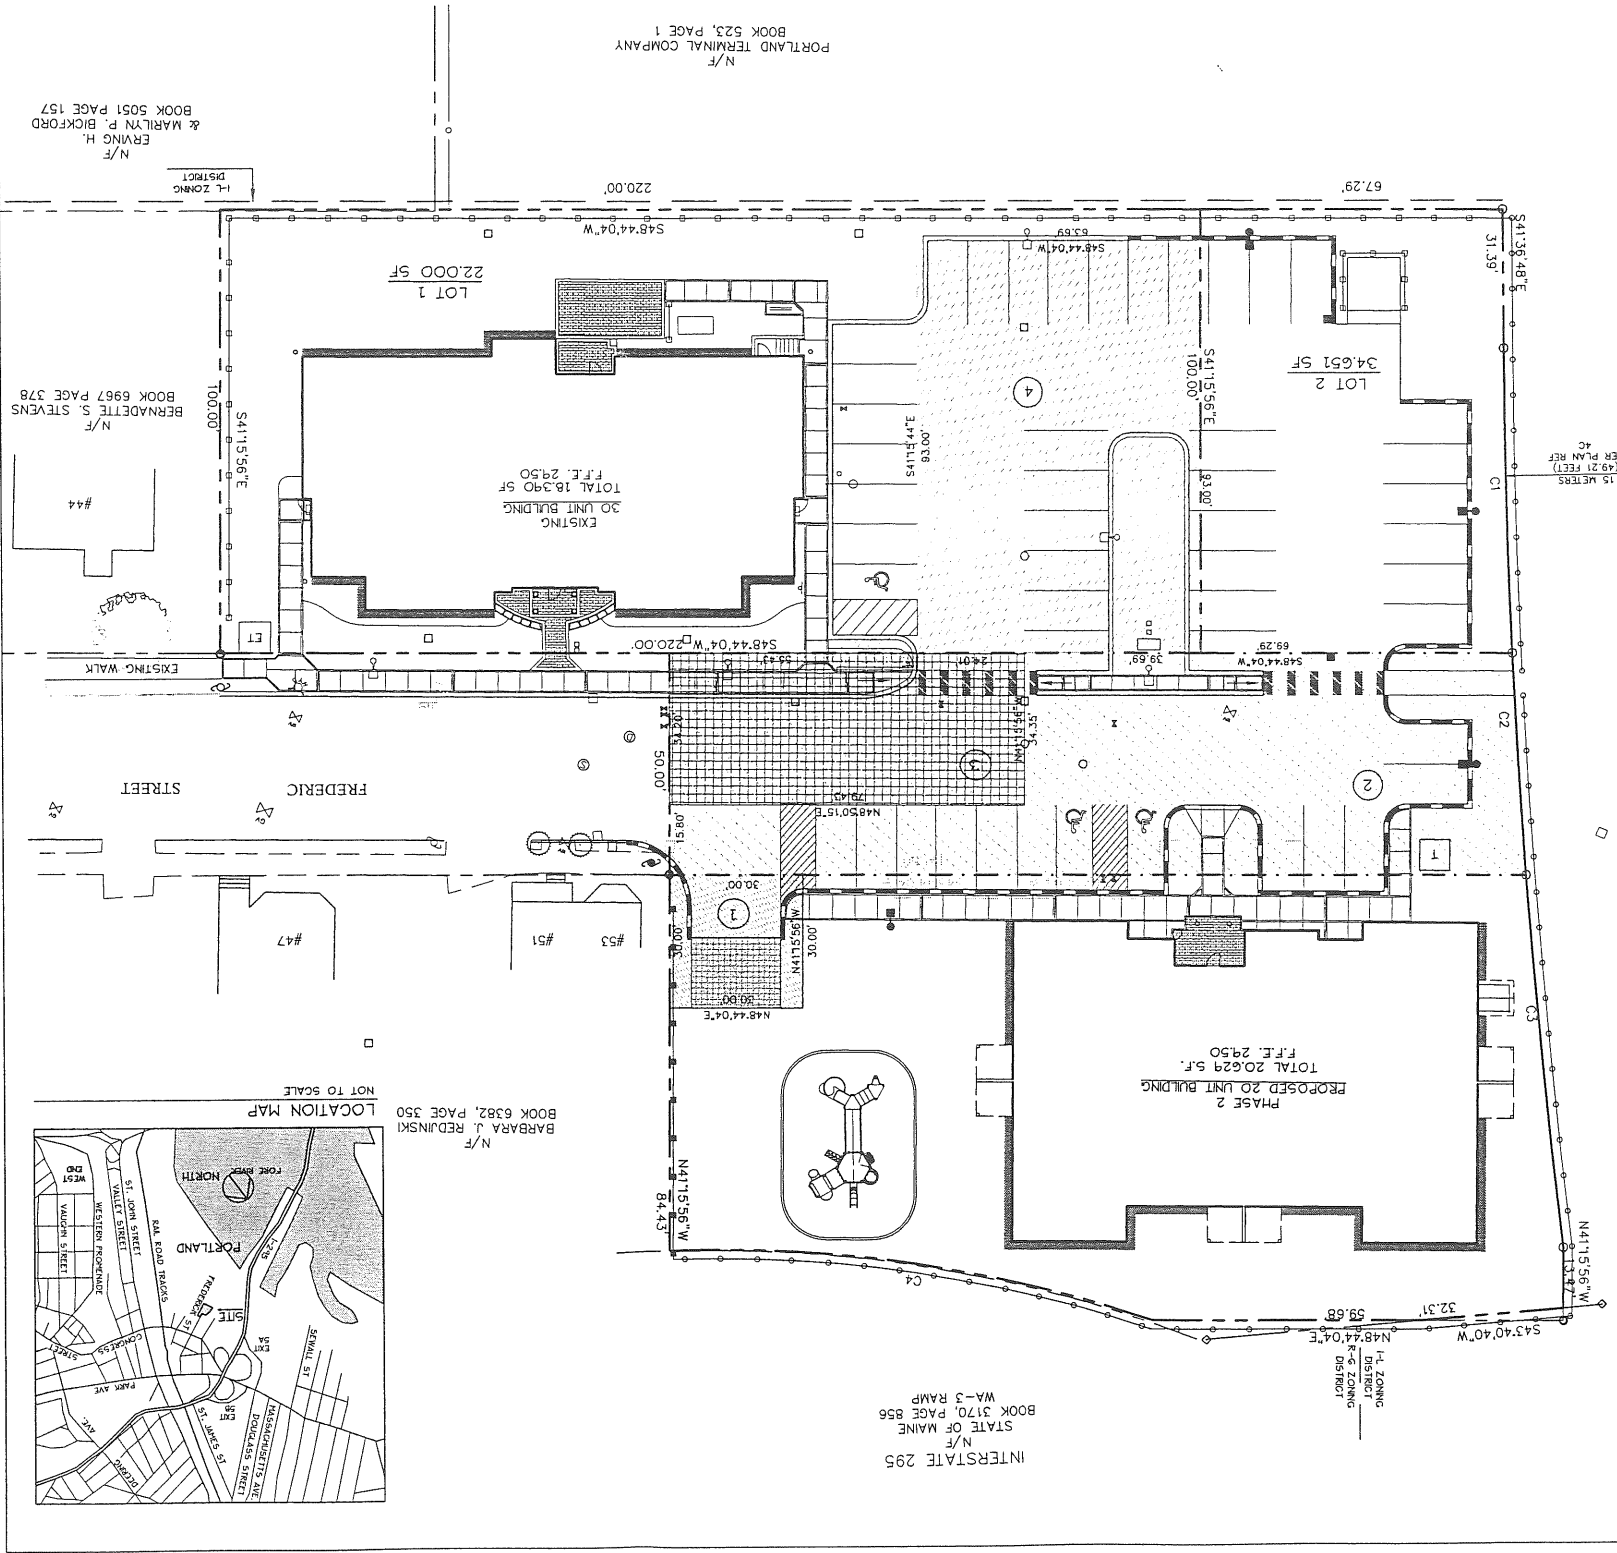 INTERSTATE 295
N/F
STATE OF MAINE
BOOK 3170, PAGE 856
WA-3 RAMP
I-L ZONING
DISTRICT
R-6 ZONING
DISTRICT
S43°40'40"W
32.31'
N48°44'04"E
59.68
N41°15'56"W
C4
C3
PHASE 2
PROPOSED 20 UNIT BUILDING
TOTAL 20,629 S.F.
F.F.E. 29.50
N41°15'56"W
84.43'
N/F
BARBARA J. REDJINSKI
BOOK 6382, PAGE 350
LOCATION MAP
NOT TO SCALE
DEERING
AVE.
PARK AVE
CONGRESS
STREET
ST. JAMES ST
DOUGLASS STREET
MASSACHUSETTS AVE
EXIT
5B
EXIT
5A
SEWALL ST
SITE
FREDERICK ST
PORTLAND
I-295
NORTH
FORE RIVER
RAIL ROAD TRACKS
ST. JOHN STREET
VALLEY STREET
WESTERN PROMENADE
VAUGHN STREET
WEST
END
N48°44'04"E
30.00'
30.00'
N41°15'56"W
30.00'
1
30.00'
#53
#51
#47
T
2
C2
N48°50'15"E
79.43
3
15.80'
50.00'
34.20'
N41°15'56"W
34.35'
D
S
FREDERIC
STREET
S48°44'04"W
69.29'
39.69'
24.01
55.43
S48°44'04"W 220.00'
EXISTING WALK
ET
#44
N/F
BERNADETTE S. STEVENS
BOOK 6967 PAGE 378
EXISTING
30 UNIT BUILDING
TOTAL 18,390 SF
F.F.E. 29.50
S41°15'56"E
100.00'
93.00'
S41°15'44"E
93.00'
S41°15'56"E
100.00'
4
C1
15 METERS
(49.21 FEET)
PLAN REF
4C
LOT 2
34,651 SF
LOT 1
22,000 SF
S41°36'48"E
31.39'
S48°44'04"W
63.69'
S48°44'04"W
67.29'
220.00'
I-L ZONING
DISTRICT
N/F
ERVING H.
& MARILYN P. BICKFORD
BOOK 5051 PAGE 157
N/F
PORTLAND TERMINAL COMPANY
BOOK 523, PAGE 1